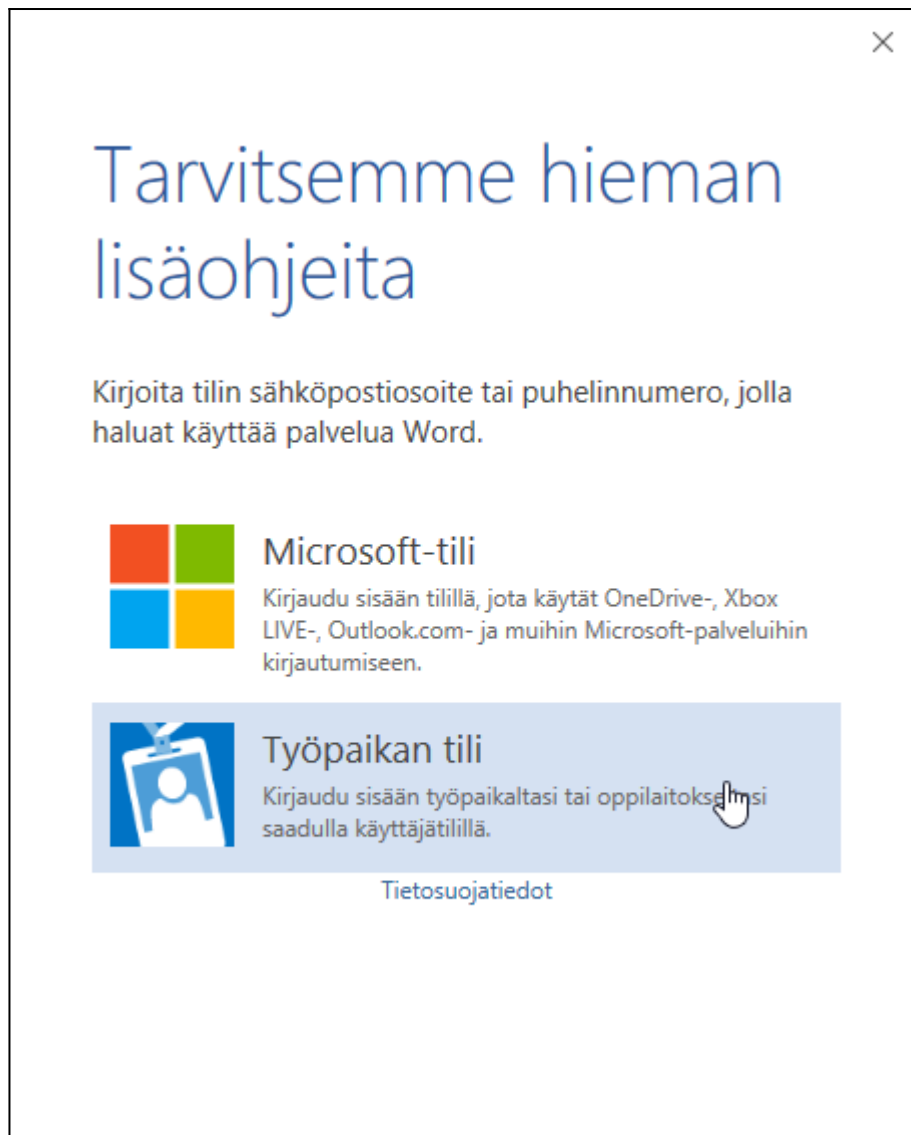 Tarvitsemme hieman
lisäohjeita
Kirjoita tilin sähköpostiosoite tai puhelinnumero, jolla
haluat käyttää palvelua Word.
Microsoft-tili
Kirjaudu sisään tilillä, jota käytät OneDrive-, Xbox
LIVE-, Outlook.com- ja muihin Microsoft-palveluihin
kirjautumiseen.
Työpaikan tili
Kirjaudu sisään työpaikaltasi tai
saadulla käyttäjätilillä.
Tietosuojatiedot